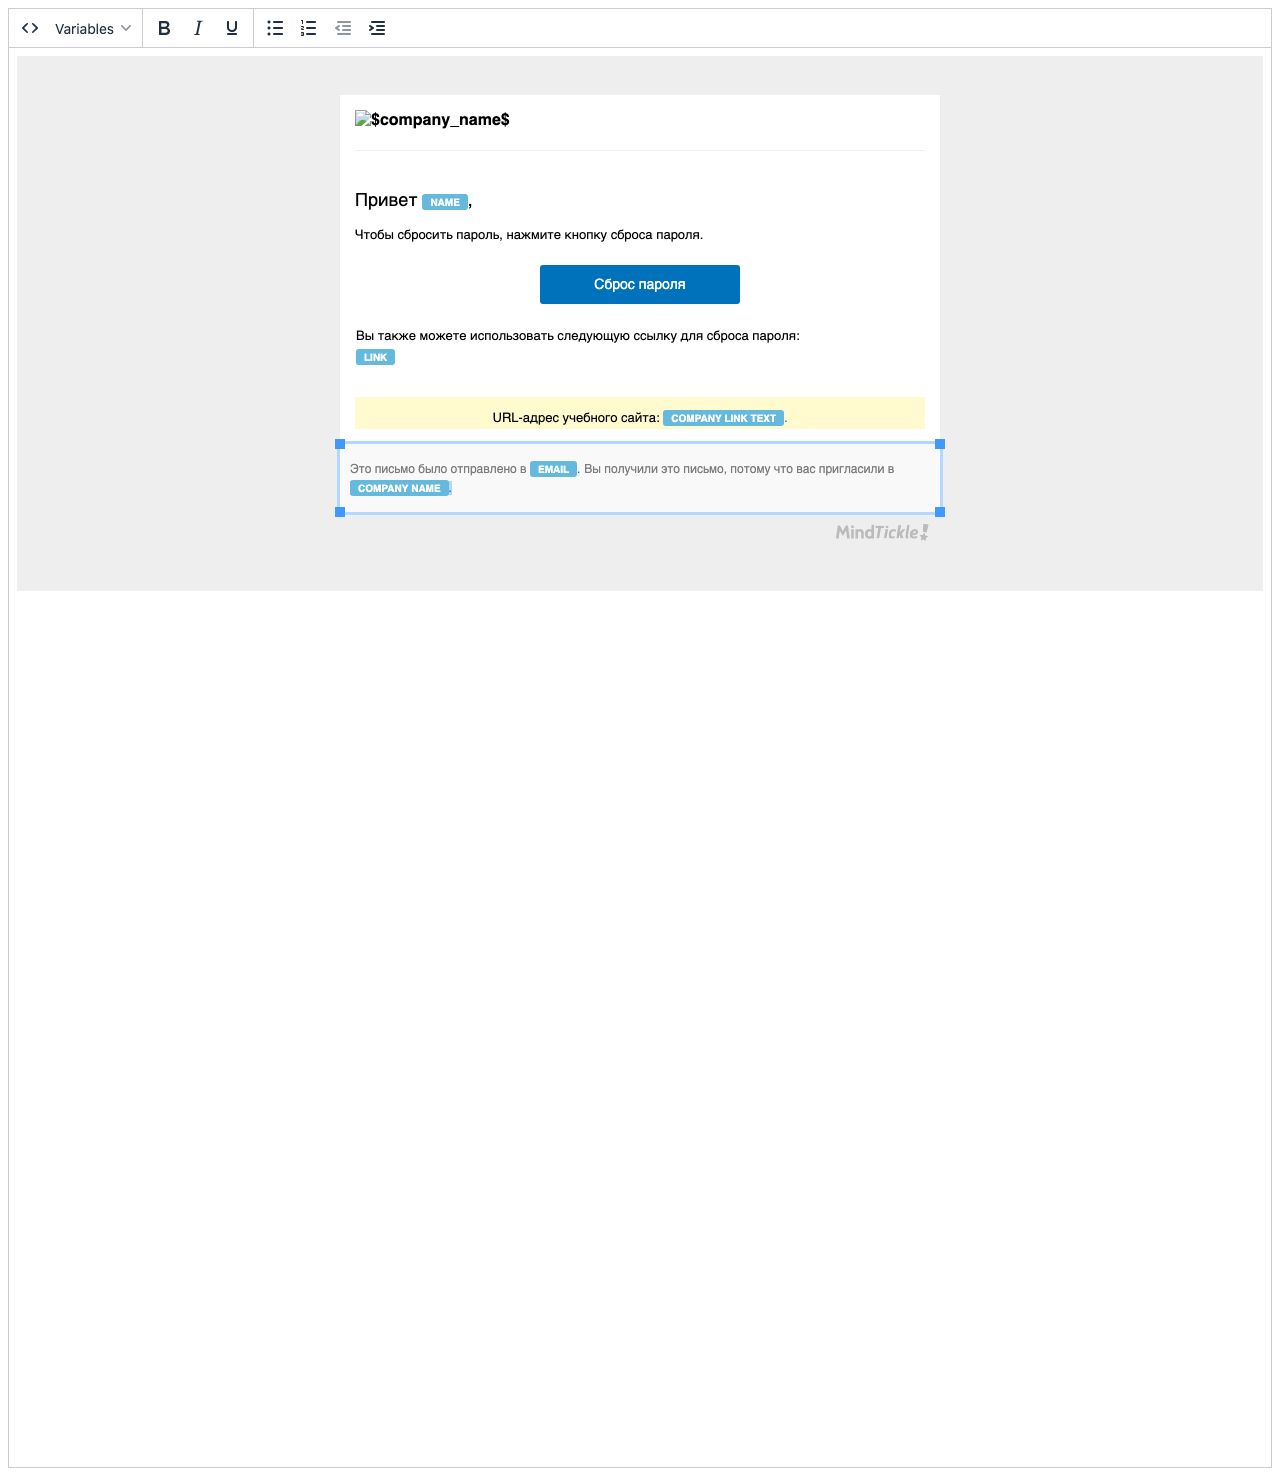 Variables
B I U
$company_name$
Привет NAME,
Чтобы сбросить пароль, нажмите кнопку сброса пароля.
Сброс пароля
Вы также можете использовать следующую ссылку для сброса пароля:
LINK
URL-адрес учебного сайта: COMPANY LINK TEXT.
Это письмо было отправлено в EMAIL. Вы получили это письмо, потому что вас пригласили в
COMPANY NAME.
MindTickle!